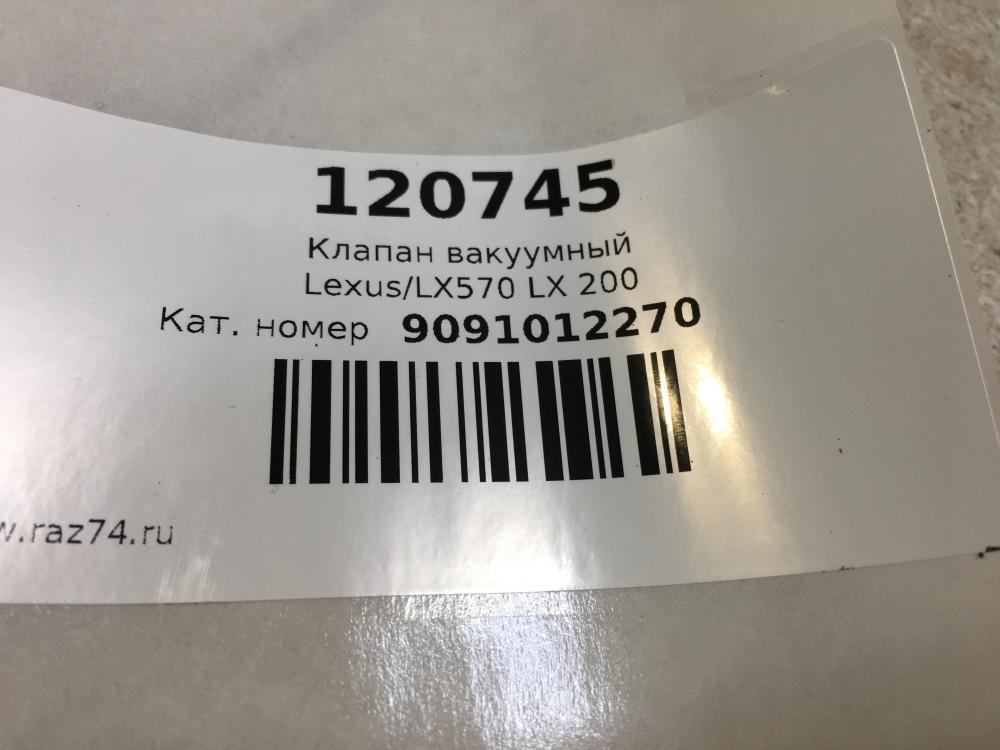 120745
Клапан вакуумный
Lexus/LX570 LX 200
Кат. номер 9091012270
w.raz74.ru